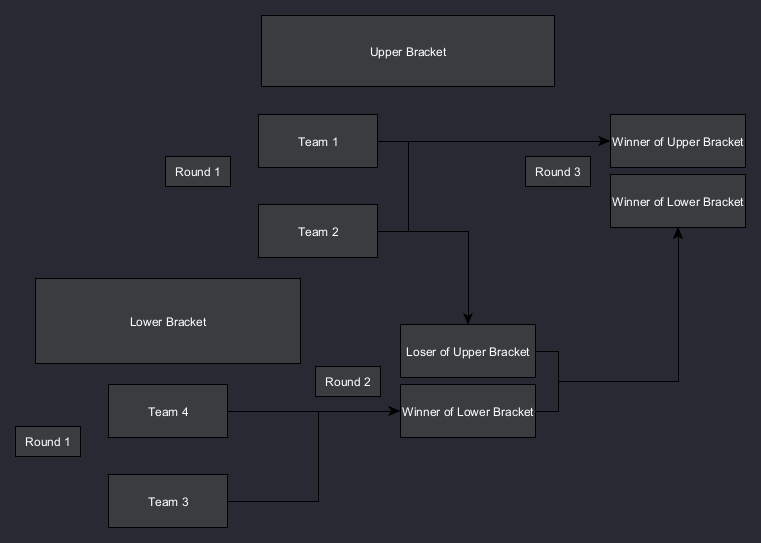 Upper Bracket
Team 1
Winner of Upper Bracket
Round 1
Round 3
Winner of Lower Bracket
Team 2
Lower Bracket
Loser of Upper Bracket
Round 2
Team 4
Winner of Lower Bracket
Round 1
Team 3